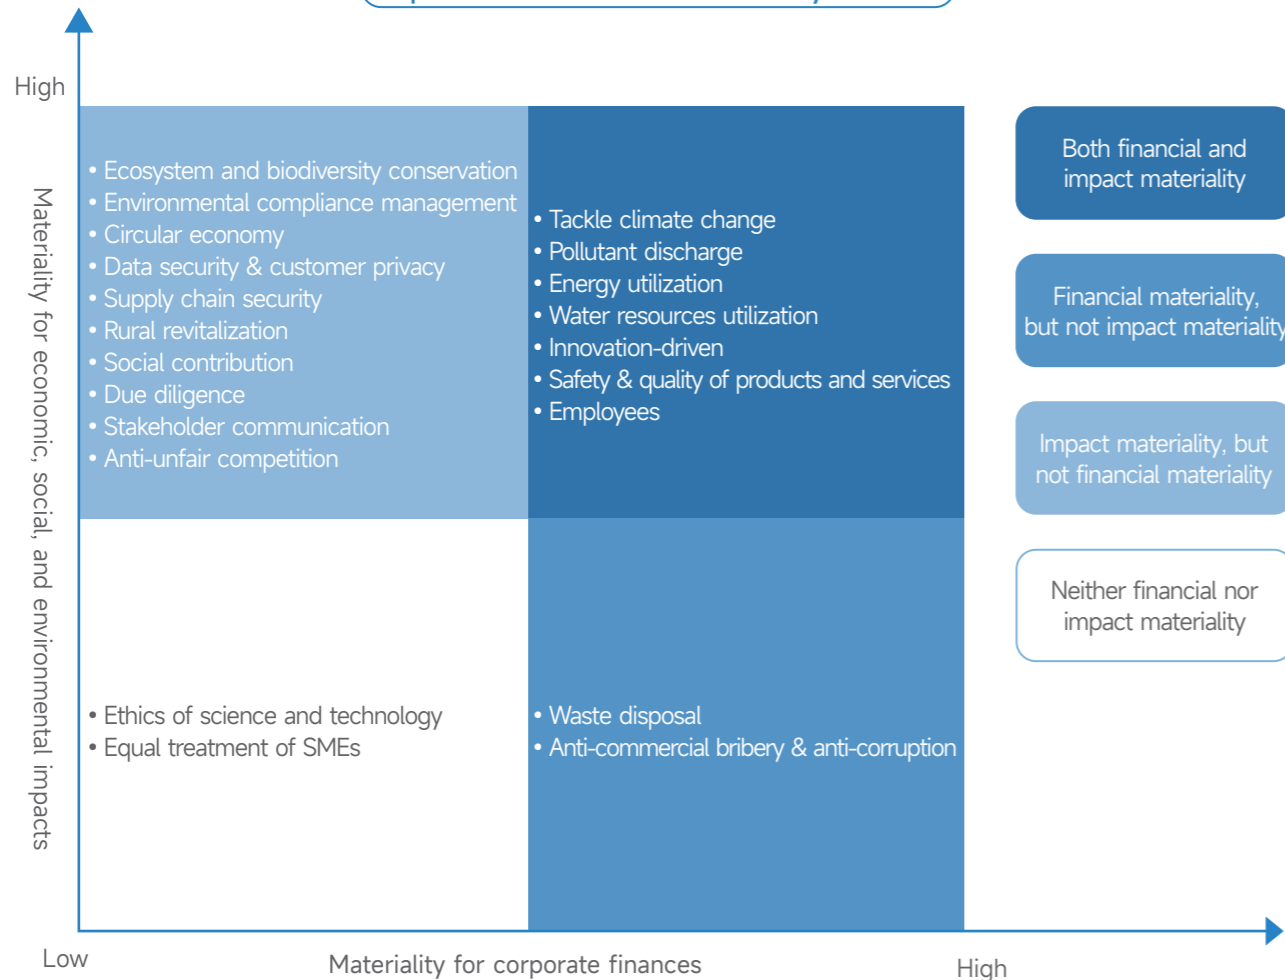 High
Materiality for economic, social, and environmental impacts
• Ecosystem and biodiversity conservation
• Environmental compliance management
• Circular economy
• Data security & customer privacy
• Supply chain security
• Rural revitalization
• Social contribution
• Due diligence
• Stakeholder communication
• Anti-unfair competition
• Tackle climate change
• Pollutant discharge
• Energy utilization
• Water resources utilization
• Innovation-driven
• Safety & quality of products and services
• Employees
Both financial and
impact materiality
Financial materiality,
but not impact materiality
Impact materiality, but
not financial materiality
Neither financial nor
impact materiality
• Ethics of science and technology
• Equal treatment of SMEs
• Waste disposal
• Anti-commercial bribery & anti-corruption
Low
Materiality for corporate finances
High